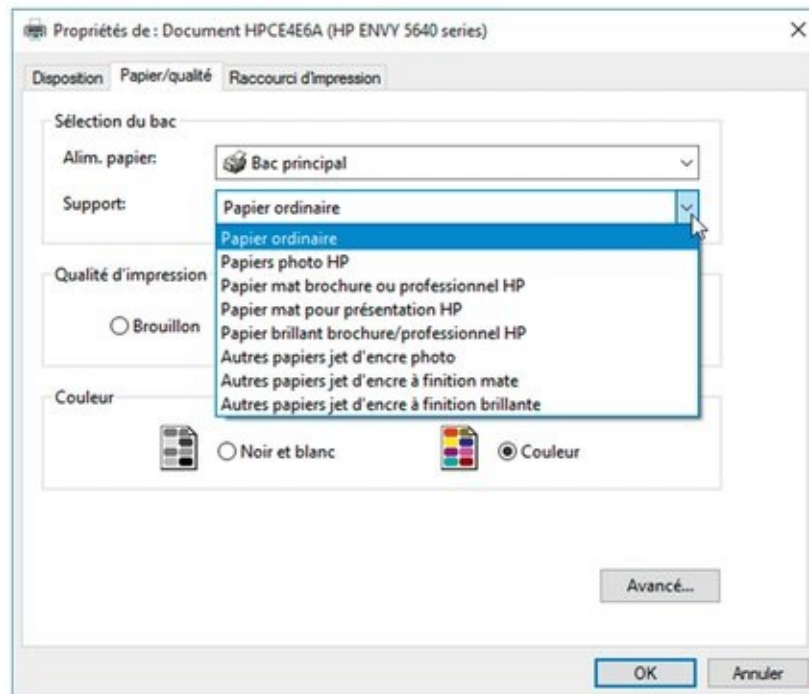 Propriétés de : Document HPCE4E6A (HP ENVY 5640 series)
Disposition Papier/qualité Raccourci d'impression
Sélection du bac
Alim. papier: Bac principal
Support: Papier ordinaire
Papier ordinaire
Papiers photo HP
Papier mat brochure ou professionnel HP
Papier mat pour présentation HP
Papier brillant brochure/professionnel HP
Autres papiers jet d'encre photo
Autres papiers jet d'encre à finition mate
Autres papiers jet d'encre à finition brillante
Qualité d'impression
Brouillon
Couleur
Noir et blanc Couleur
Avancé...
OK Annuler